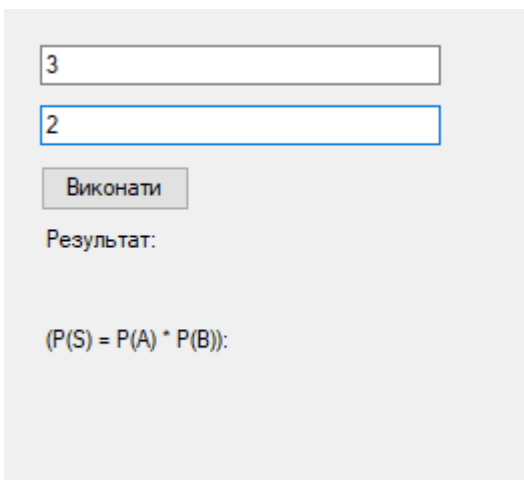 3
2
Виконати
Результат:
(P(S) = P(A) * P(B)):